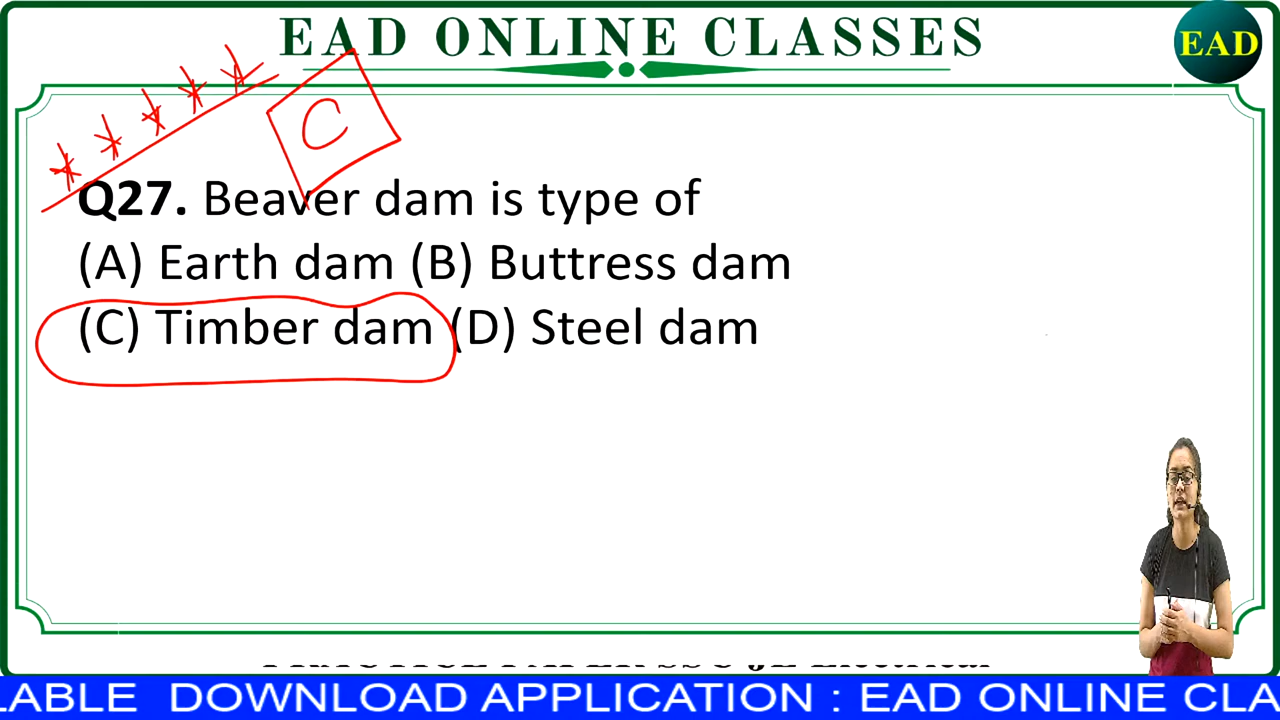 EAD ONLINE CLASSES
EAD
C
Q27. Beaver dam is type of
(A) Earth dam (B) Buttress dam
(C) Timber dam (D) Steel dam
LABLE DOWNLOAD APPLICATION : EAD ONLINE CLA